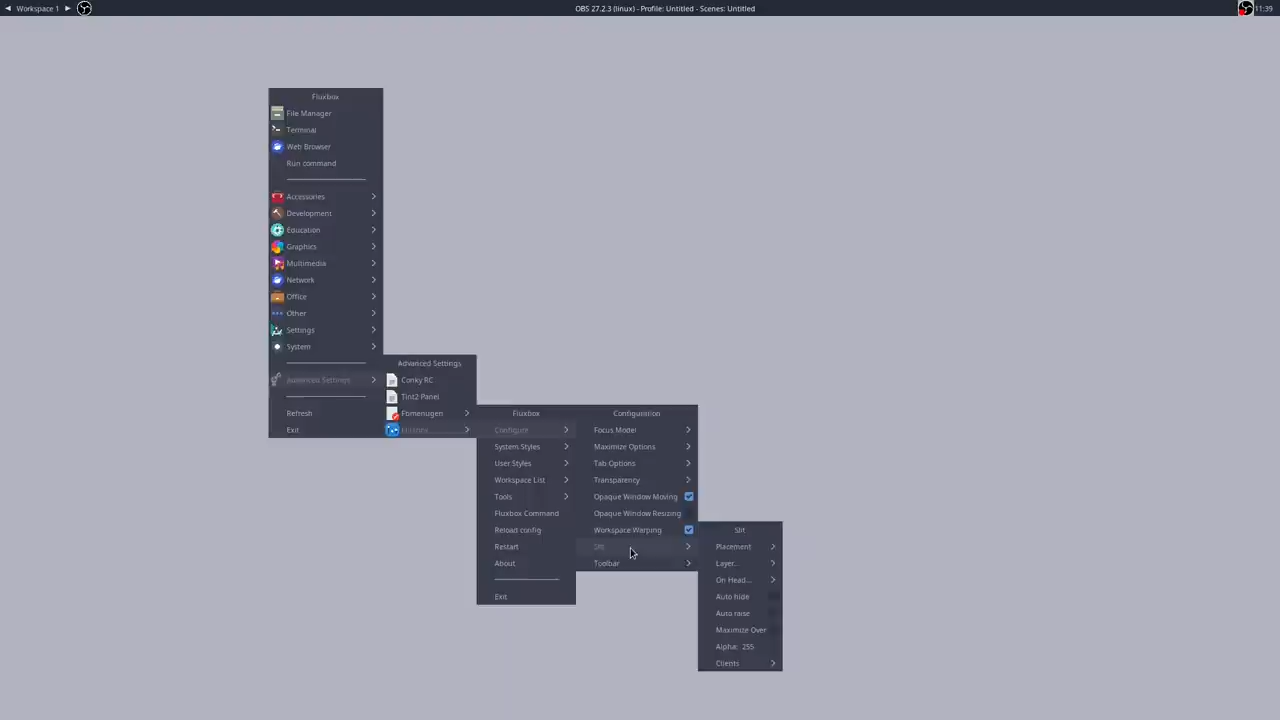 Workspace 1
OBS 27.2.3 (linux) - Profile: Untitled - Scenes: Untitled
11:39
Fluxbox
File Manager
Terminal
Web Browser
Run command
Accessories
Development
Education
Graphics
Multimedia
Network
Office
Other
Settings
System
Advanced Settings
Refresh
Exit
Advanced Settings
Conky RC
Tint2 Panel
Fbmenugen
Fluxbox
Fluxbox
Configure
System Styles
User Styles
Workspace List
Tools
Fluxbox Command
Reload config
Restart
About
Exit
Configuration
Focus Model
Maximize Options
Tab Options
Transparency
Opaque Window Moving
Opaque Window Resizing
Workspace Warping
Slit
Toolbar
Slit
Placement
Layer...
On Head...
Auto hide
Auto raise
Maximize Over
Alpha: 255
Clients